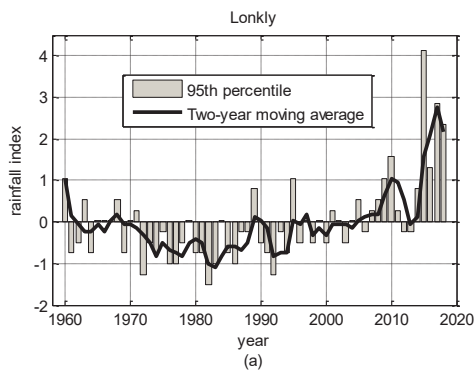 Lonkly
4
3
2
1
0
-1
-2
rainfall index
95th percentile
Two-year moving average
1960 1970 1980 1990 2000 2010 2020
year
(a)